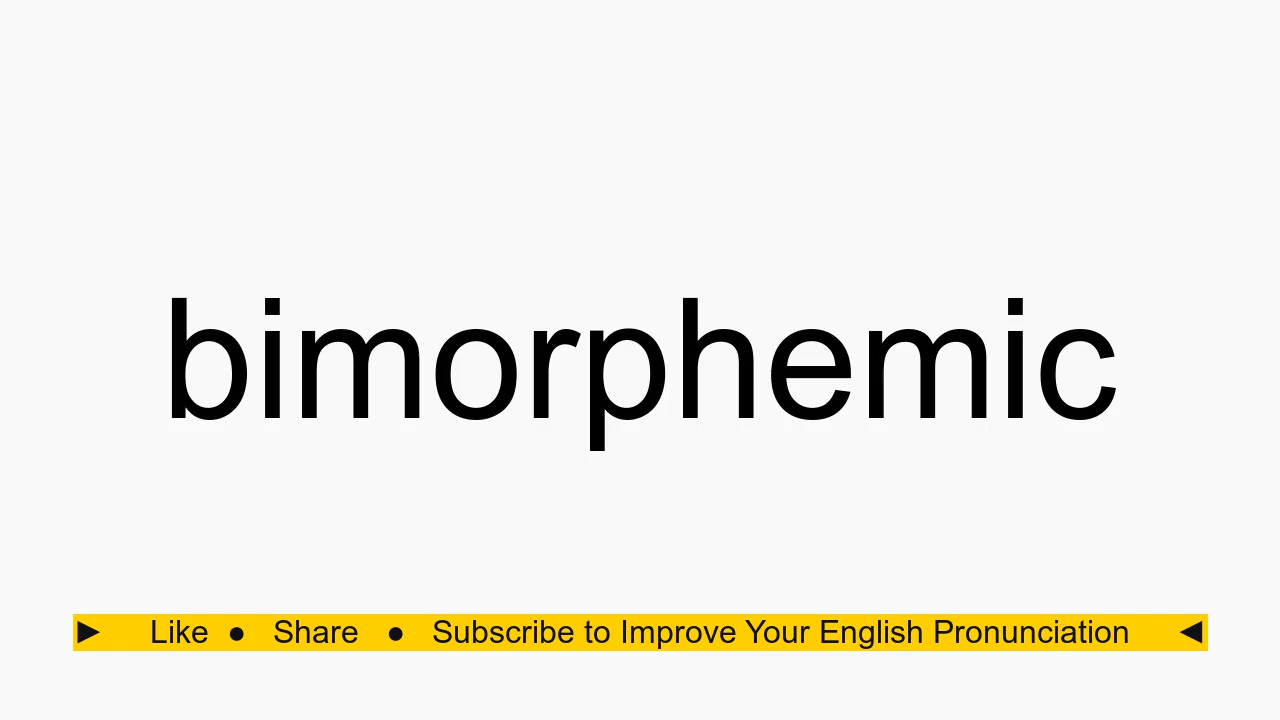 bimorphemic
► Like ● Share ● Subscribe to Improve Your English Pronunciation ◄